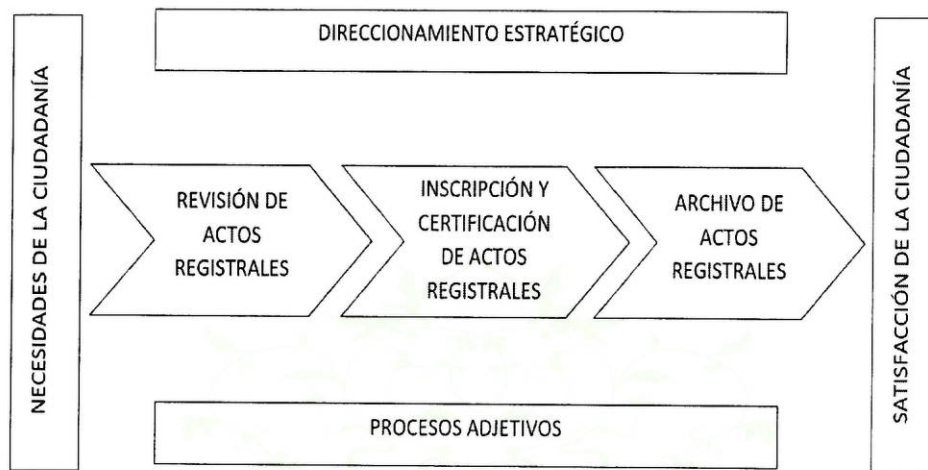 NECESIDADES DE LA CIUDADANÍA
DIRECCIONAMIENTO ESTRATÉGICO
REVISIÓN DE
ACTOS
REGISTRALES
INSCRIPCIÓN Y
CERTIFICACIÓN
DE ACTOS
REGISTRALES
ARCHIVO DE
ACTOS
REGISTRALES
PROCESOS ADJETIVOS
SATISFACCIÓN DE LA CIUDADANÍA